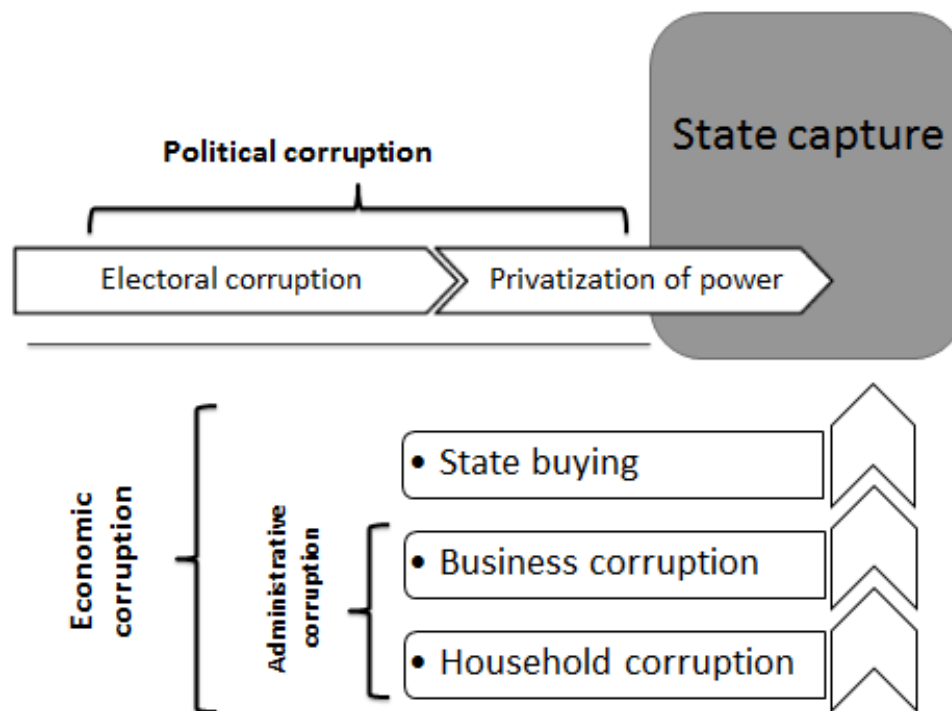 State capture
Political corruption
Electoral corruption
Privatization of power
Economic
corruption
Administrative
corruption
• State buying
• Business corruption
• Household corruption